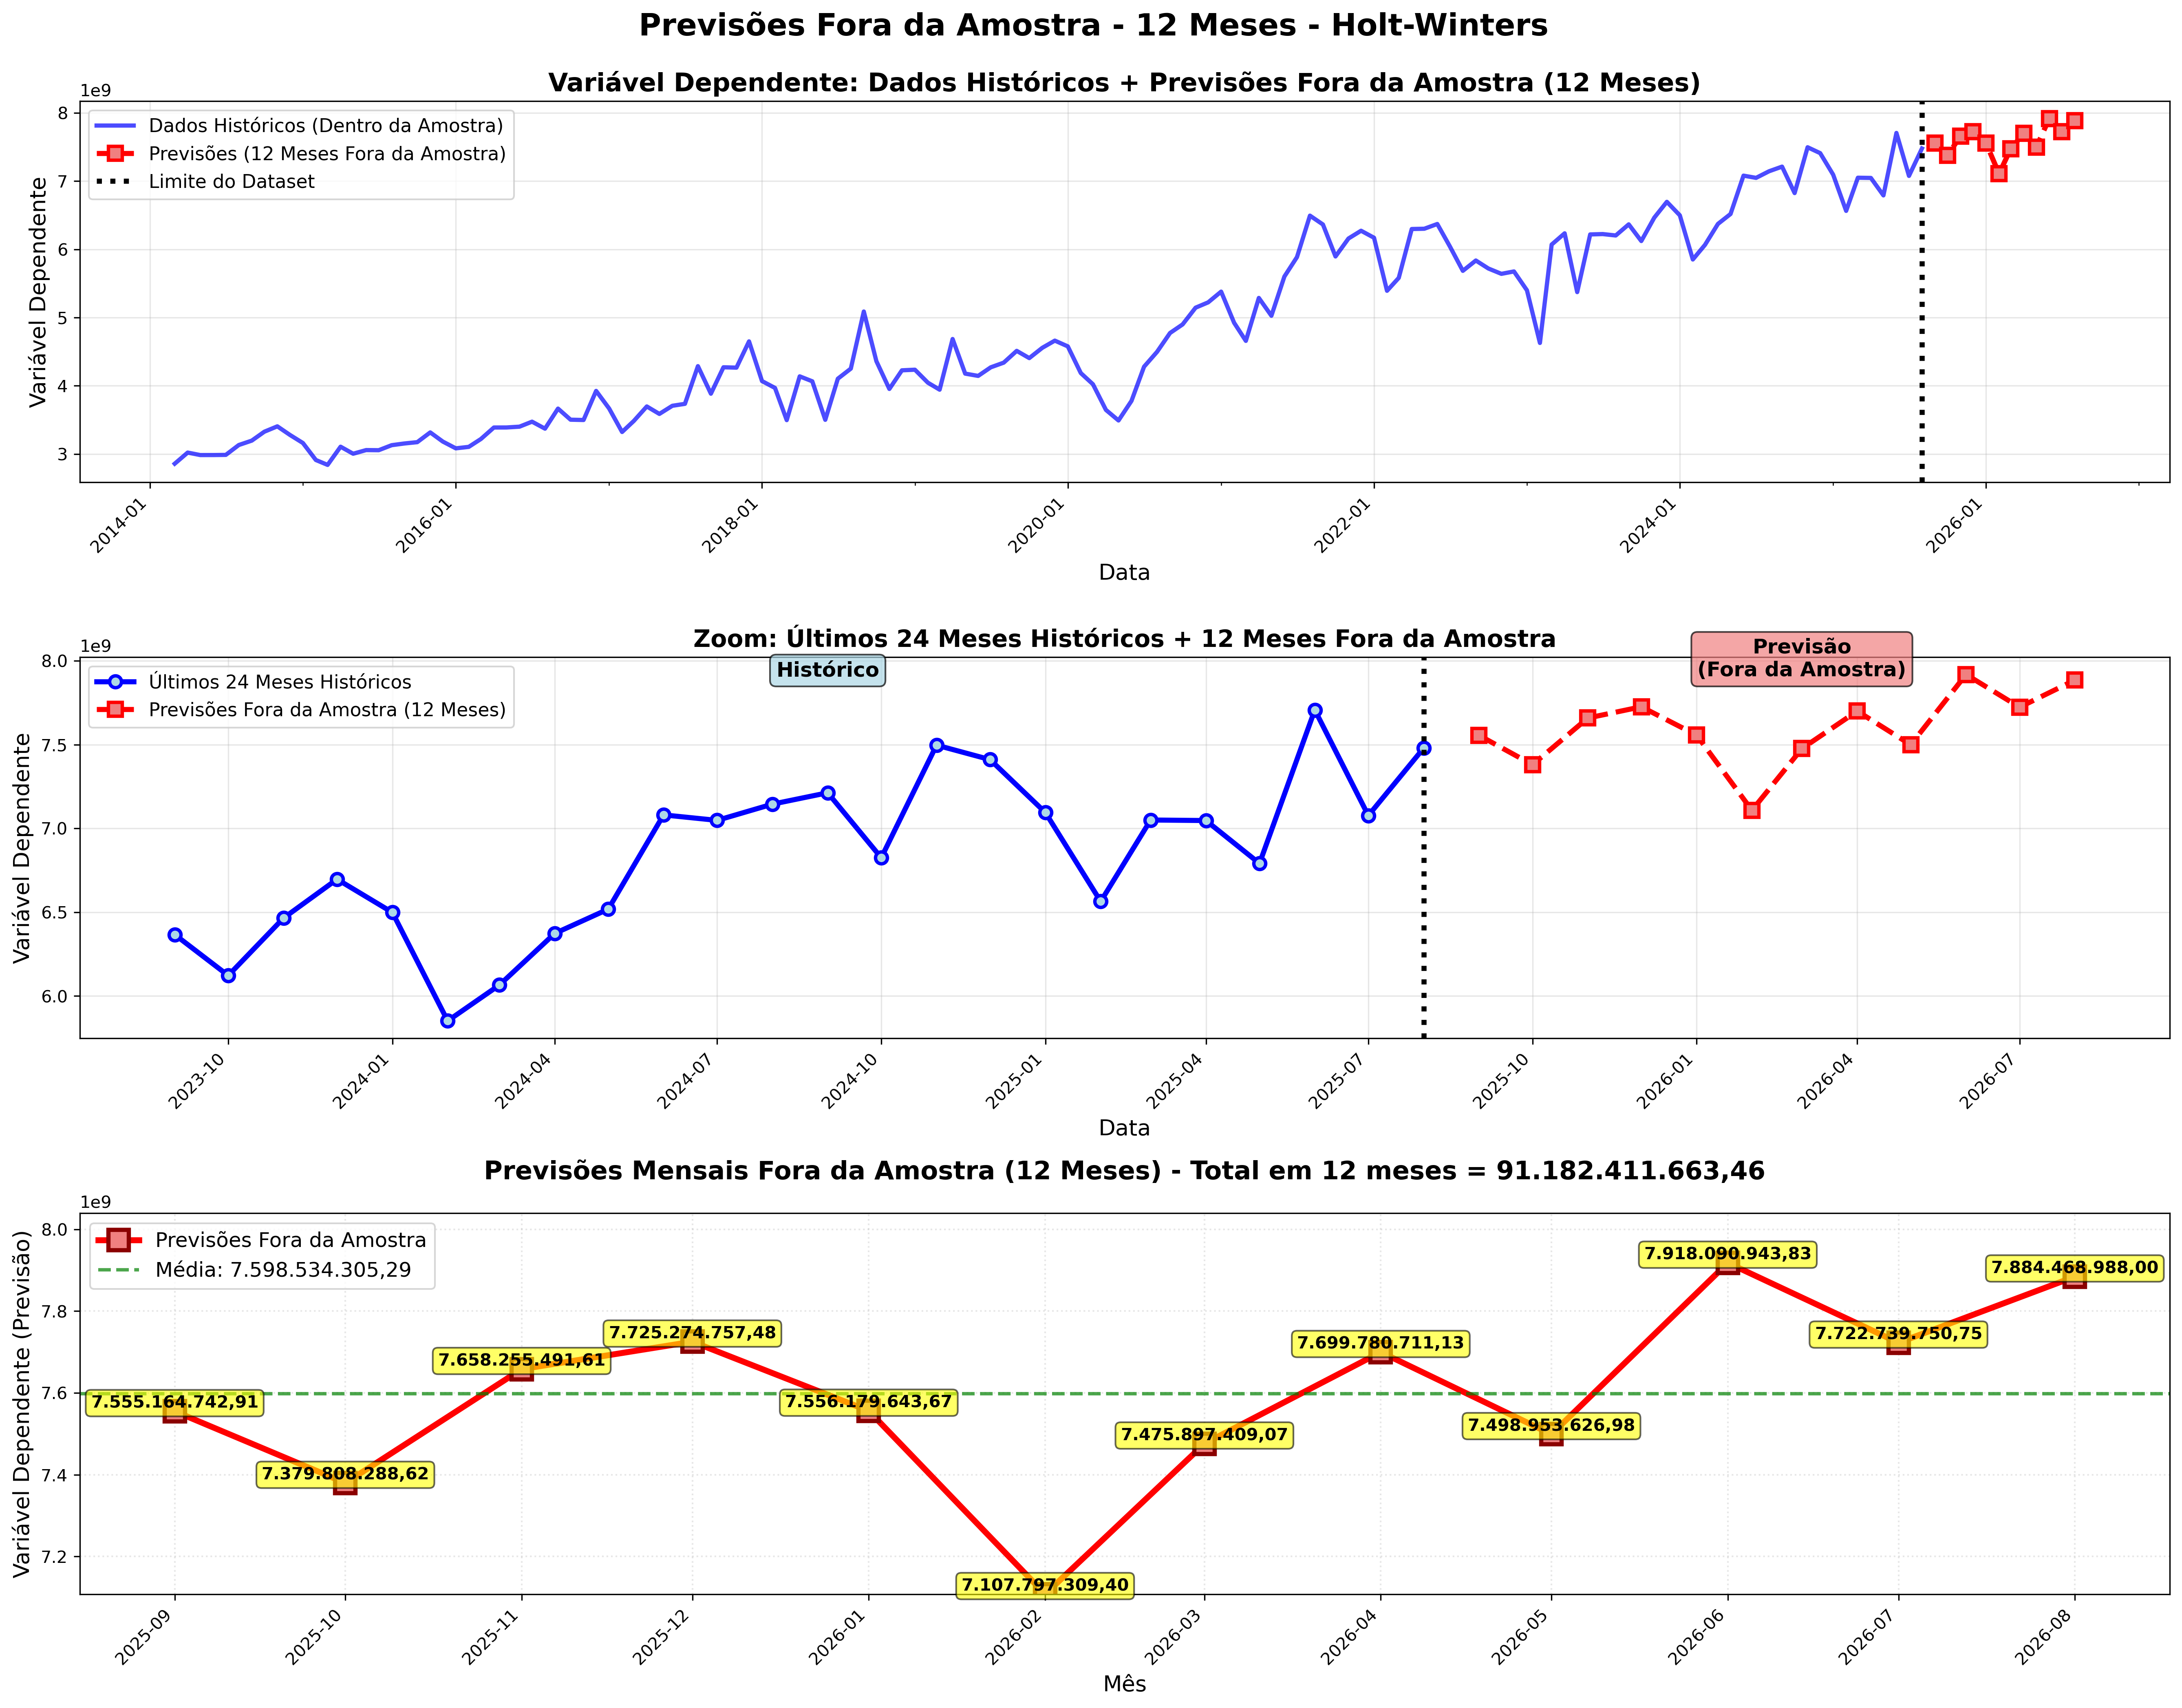 Previsões Fora da Amostra - 12 Meses - Holt-Winters
Variável Dependente: Dados Históricos + Previsões Fora da Amostra (12 Meses)
1e9
Dados Históricos (Dentro da Amostra)
Previsões (12 Meses Fora da Amostra)
Limite do Dataset
Variável Dependente
8
7
6
5
4
3
2014-01
2016-01
2018-01
2020-01
2022-01
2024-01
2026-01
Data
Zoom: Últimos 24 Meses Históricos + 12 Meses Fora da Amostra
1e9
Histórico
Previsão
(Fora da Amostra)
Últimos 24 Meses Históricos
Previsões Fora da Amostra (12 Meses)
Variável Dependente
8.0
7.5
7.0
6.5
6.0
2023-10
2024-01
2024-04
2024-07
2024-10
2025-01
2025-04
2025-07
2025-10
2026-01
2026-04
2026-07
Data
Previsões Mensais Fora da Amostra (12 Meses) - Total em 12 meses = 91.182.411.663,46
1e9
Previsões Fora da Amostra
Média: 7.598.534.305,29
Variável Dependente (Previsão)
8.0
7.8
7.6
7.4
7.2
7.555.164.742,91
7.379.808.288,62
7.658.255.491,61
7.725.274.757,48
7.556.179.643,67
7.107.797.309,40
7.475.897.409,07
7.699.780.711,13
7.498.953.626,98
7.918.090.943,83
7.722.739.750,75
7.884.468.988,00
2025-09
2025-10
2025-11
2025-12
2026-01
2026-02
2026-03
2026-04
2026-05
2026-06
2026-07
2026-08
Mês